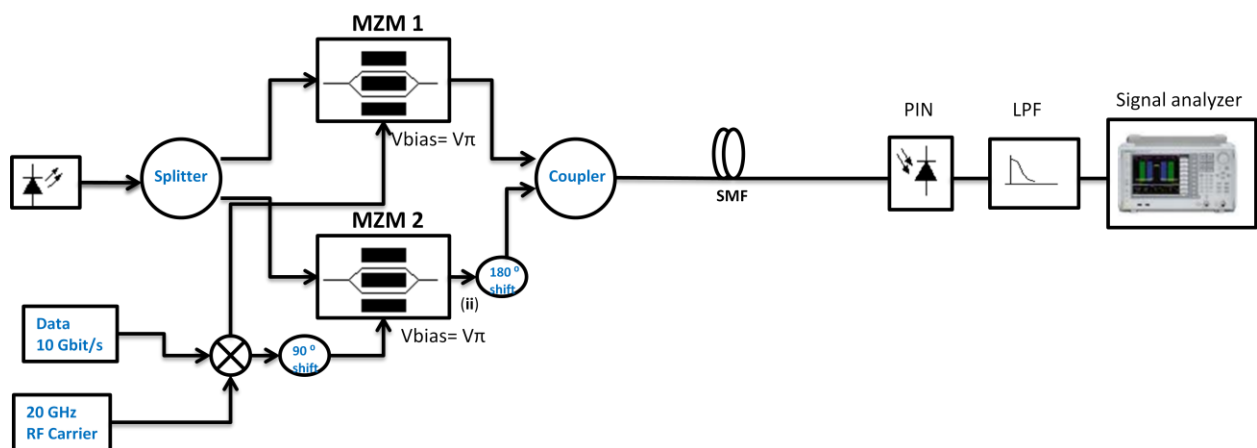 MZM 1
Vbias= Vπ
Splitter
MZM 2
(ii)
180 º
shift
Vbias= Vπ
Data
10 Gbit/s
90 º
shift
20 GHz
RF Carrier
Coupler
SMF
PIN
LPF
Signal analyzer